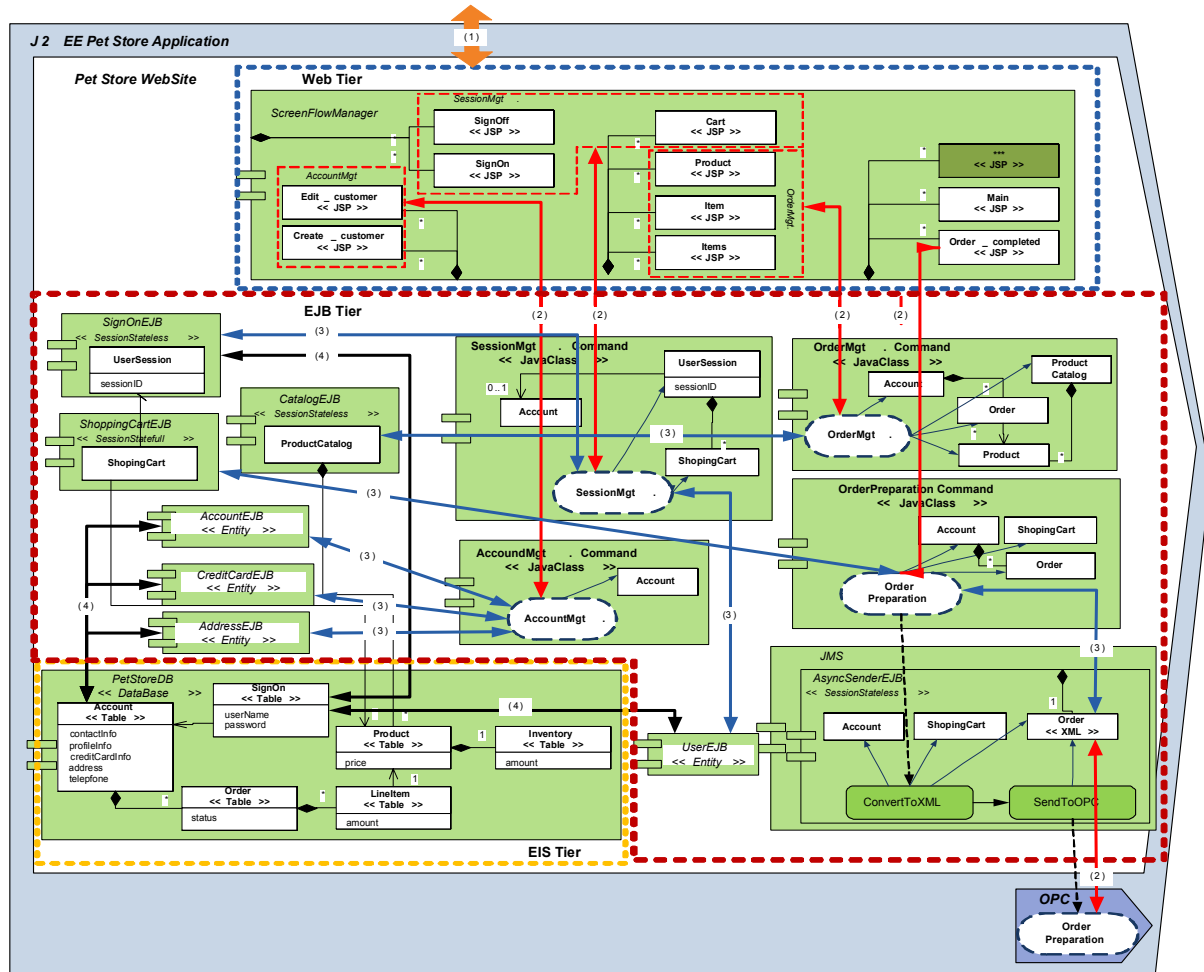 (1)
J 2 EE Pet Store Application
Pet Store WebSite
Web Tier
ScreenFlowManager
SessionMgt .
SignOff
<< JSP >>
*
*
SignOn
<< JSP >>
AccountMgt
Edit _ customer
<< JSP >>
*
Create _ customer
<< JSP >>
*
Cart
<< JSP >>
*
Product
<< JSP >>
*
Item
<< JSP >>
*
Items
<< JSP >>
*
OrderMgt.
***
<< JSP >>
*
Main
<< JSP >>
*
Order _ completed
<< JSP >>
*
EJB Tier
(2)
(2)
(2)
(2)
SignOnEJB
<< SessionStateless >>
UserSession
sessionID
(3)
(4)
ShoppingCartEJB
<< SessionStatefull >>
ShopingCart
CatalogEJB
<< SessionStateless >>
ProductCatalog
(3)
(3)
SessionMgt . Command
<< JavaClass >>
UserSession
sessionID
0..1
Account
*
ShopingCart
SessionMgt .
OrderMgt . Command
<< JavaClass >>
Account
Product
Catalog
*
Order
*
Product
*
OrderMgt .
OrderPreparation Command
<< JavaClass >>
Account
ShopingCart
*
Order
Order
Preparation
AccountEJB
<< Entity >>
CreditCardEJB
<< Entity >>
AddressEJB
<< Entity >>
(4)
(3)
(3)
(3)
AccoundMgt . Command
<< JavaClass >>
Account
AccountMgt .
(3)
(3)
PetStoreDB
<< DataBase >>
Account
<< Table >>
contactInfo
profileInfo
creditCardInfo
address
telepfone
SignOn
<< Table >>
userName
password
(4)
Product
<< Table >>
price
1
Inventory
<< Table >>
amount
1
*
Order
<< Table >>
status
*
LineItem
<< Table >>
amount
EIS Tier
UserEJB
<< Entity >>
JMS
AsyncSenderEJB
<< SessionStateless >>
Account
ShopingCart
1
Order
<< XML >>
ConvertToXML
SendToOPC
(2)
OPC
Order
Preparation